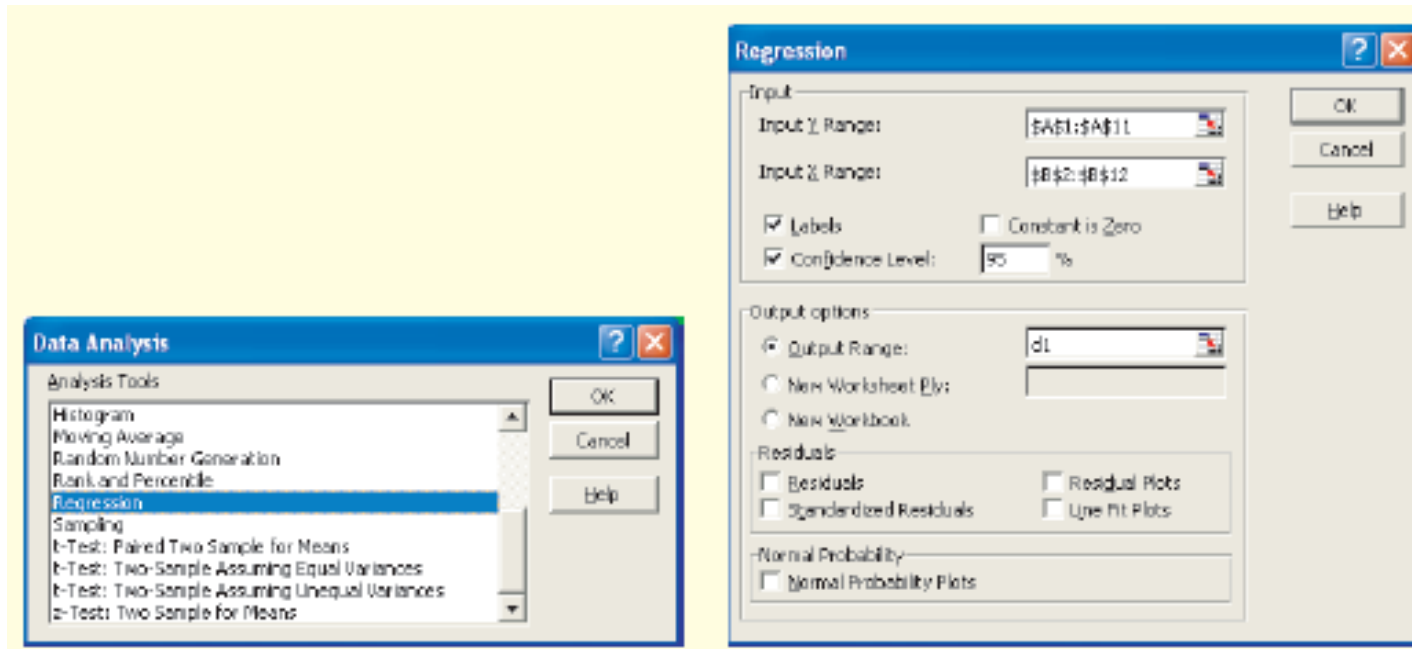 Data Analysis
Analysis Tools
Histogram
Moving Average
Random Number Generation
Rank and Percentile
Regression
Sampling
t-Test: Paired Two Sample for Means
t-Test: Two-Sample Assuming Equal Variances
t-Test: Two-Sample Assuming Unequal Variances
z-Test: Two Sample for Means
OK
Cancel
Help
Regression
Input
Input Y Range: $A$1:$A$11
Input X Range: $B$2:$B$12
Labels Constant is Zero
Confidence Level: 95 %
OK
Cancel
Help
Output options
Output Range: d1
New Worksheet Ply:
New Workbook
Residuals
Residuals Residual Plots
Standardized Residuals Line Fit Plots
Normal Probability
Normal Probability Plots